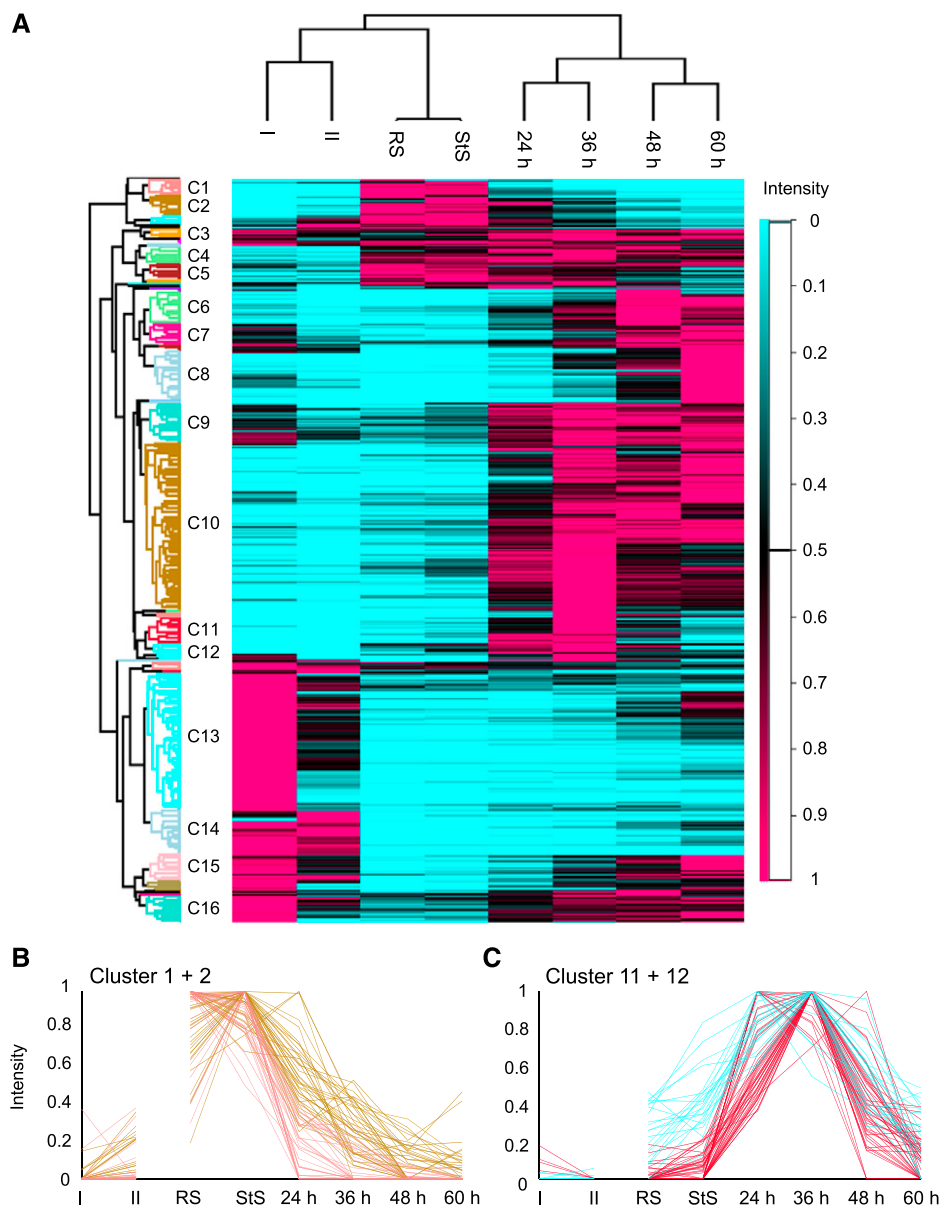 A
I II RS StS 24 h 36 h 48 h 60 h
Intensity
0
0.1
0.2
0.3
0.4
0.5
0.6
0.7
0.8
0.9
1
C1
C2
C3
C4
C5
C6
C7
C8
C9
C10
C11
C12
C13
C14
C15
C16
B
Cluster 1 + 2
Intensity
1
0.8
0.6
0.4
0.2
0
I II RS StS 24 h 36 h 48 h 60 h
C
Cluster 11 + 12
1
0.8
0.6
0.4
0.2
0
I II RS StS 24 h 36 h 48 h 60 h